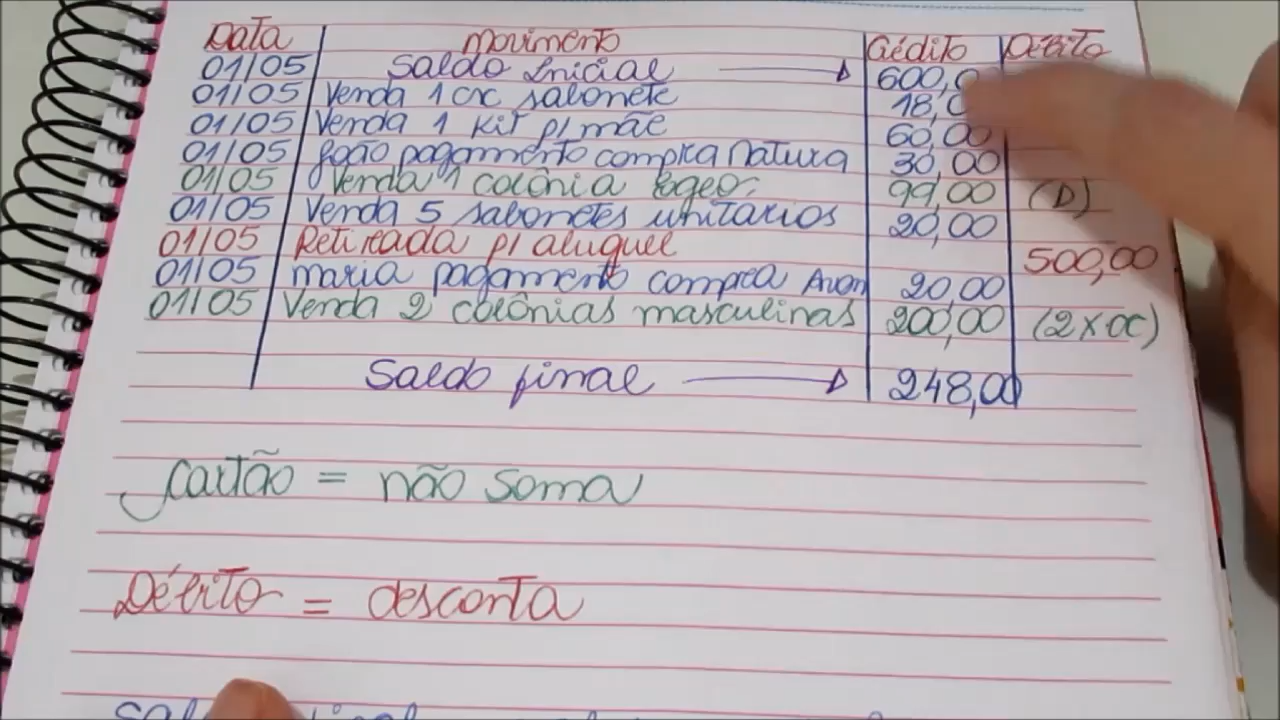 Data Movimento Crédito Débito
01/05 Saldo Inicial 600,0
01/05 Venda 1 cx sabonete 18,0
01/05 Venda 1 Kit p/ mãe 60,00
01/05 João pagamento compra Natura 30,00
01/05 Venda 1 colônia Egeo 99,00 (D)
01/05 Venda 5 sabonetes unitários 20,00
01/05 Retirada p/ aluguel 500,00
01/05 maria pagamento compra Avon 20,00
01/05 Venda 2 colônias masculinas 200,00 (2x CC)
Saldo final 248,00
Cartão = não soma
Débito = desconta